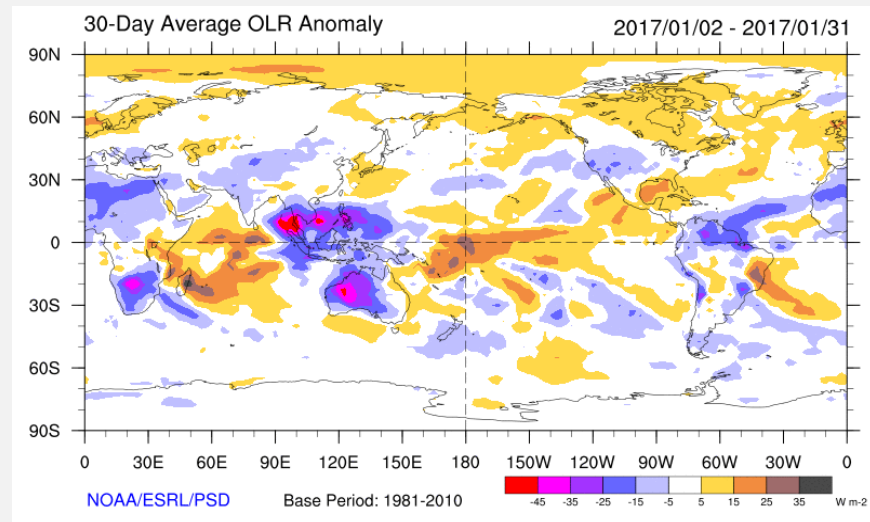 30-Day Average OLR Anomaly 2017/01/02 - 2017/01/31
90N
60N
30N
0
30S
60S
90S
0 30E 60E 90E 120E 150E 180 150W 120W 90W 60W 30W 0
NOAA/ESRL/PSD Base Period: 1981-2010
-45 -35 -25 -15 -5 5 15 25 35 W m-2